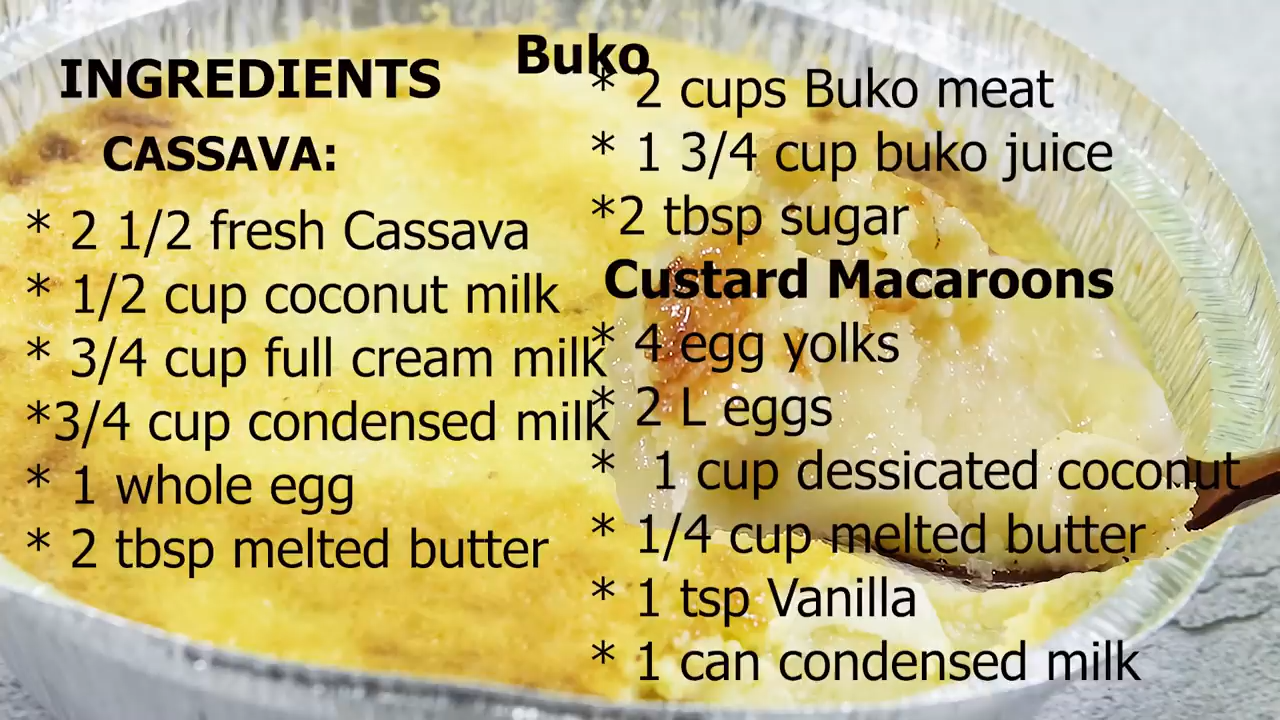 INGREDIENTS
CASSAVA:
* 2 1/2 fresh Cassava
* 1/2 cup coconut milk
* 3/4 cup full cream milk
*3/4 cup condensed milk
* 1 whole egg
* 2 tbsp melted butter
Buko
* 2 cups Buko meat
* 1 3/4 cup buko juice
*2 tbsp sugar
Custard Macaroons
* 4 egg yolks
* 2 L eggs
* 1 cup dessicated coconut
* 1/4 cup melted butter
* 1 tsp Vanilla
* 1 can condensed milk